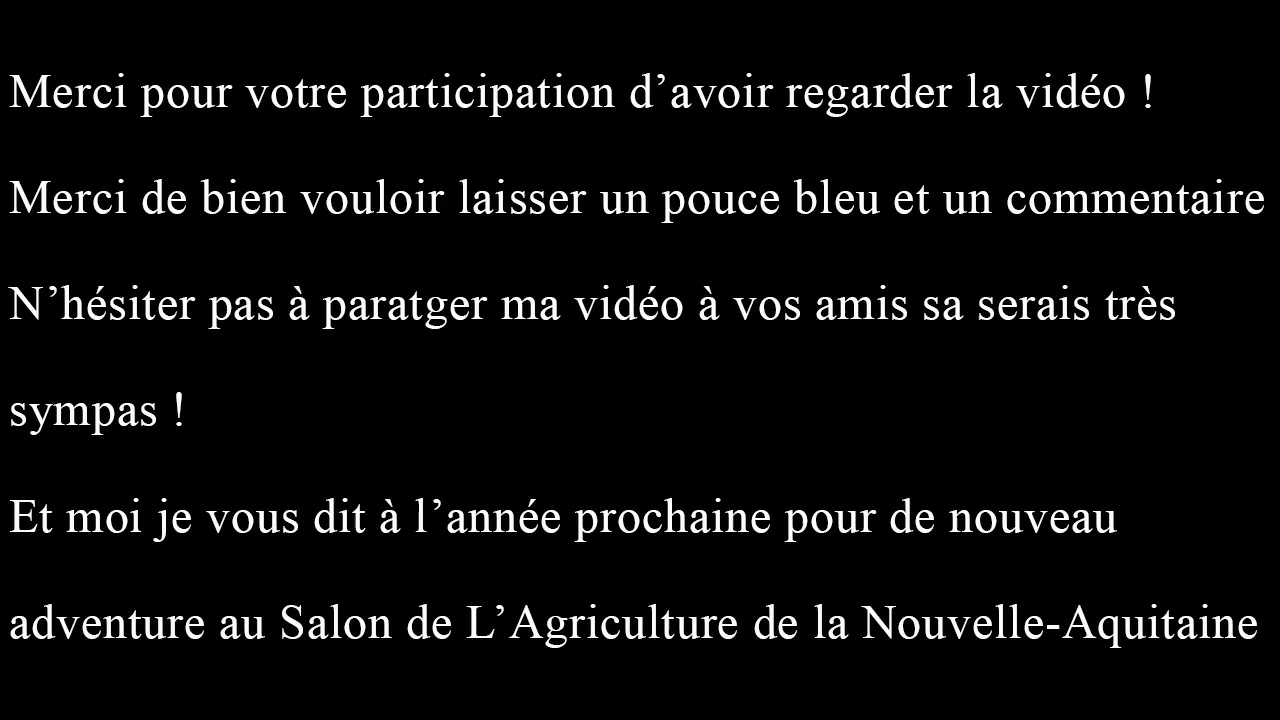 Merci pour votre participation d’avoir regarder la vidéo !
Merci de bien vouloir laisser un pouce bleu et un commentaire
N’hésiter pas à paratger ma vidéo à vos amis sa serais très
sympas !
Et moi je vous dit à l’année prochaine pour de nouveau
adventure au Salon de L’Agriculture de la Nouvelle-Aquitaine